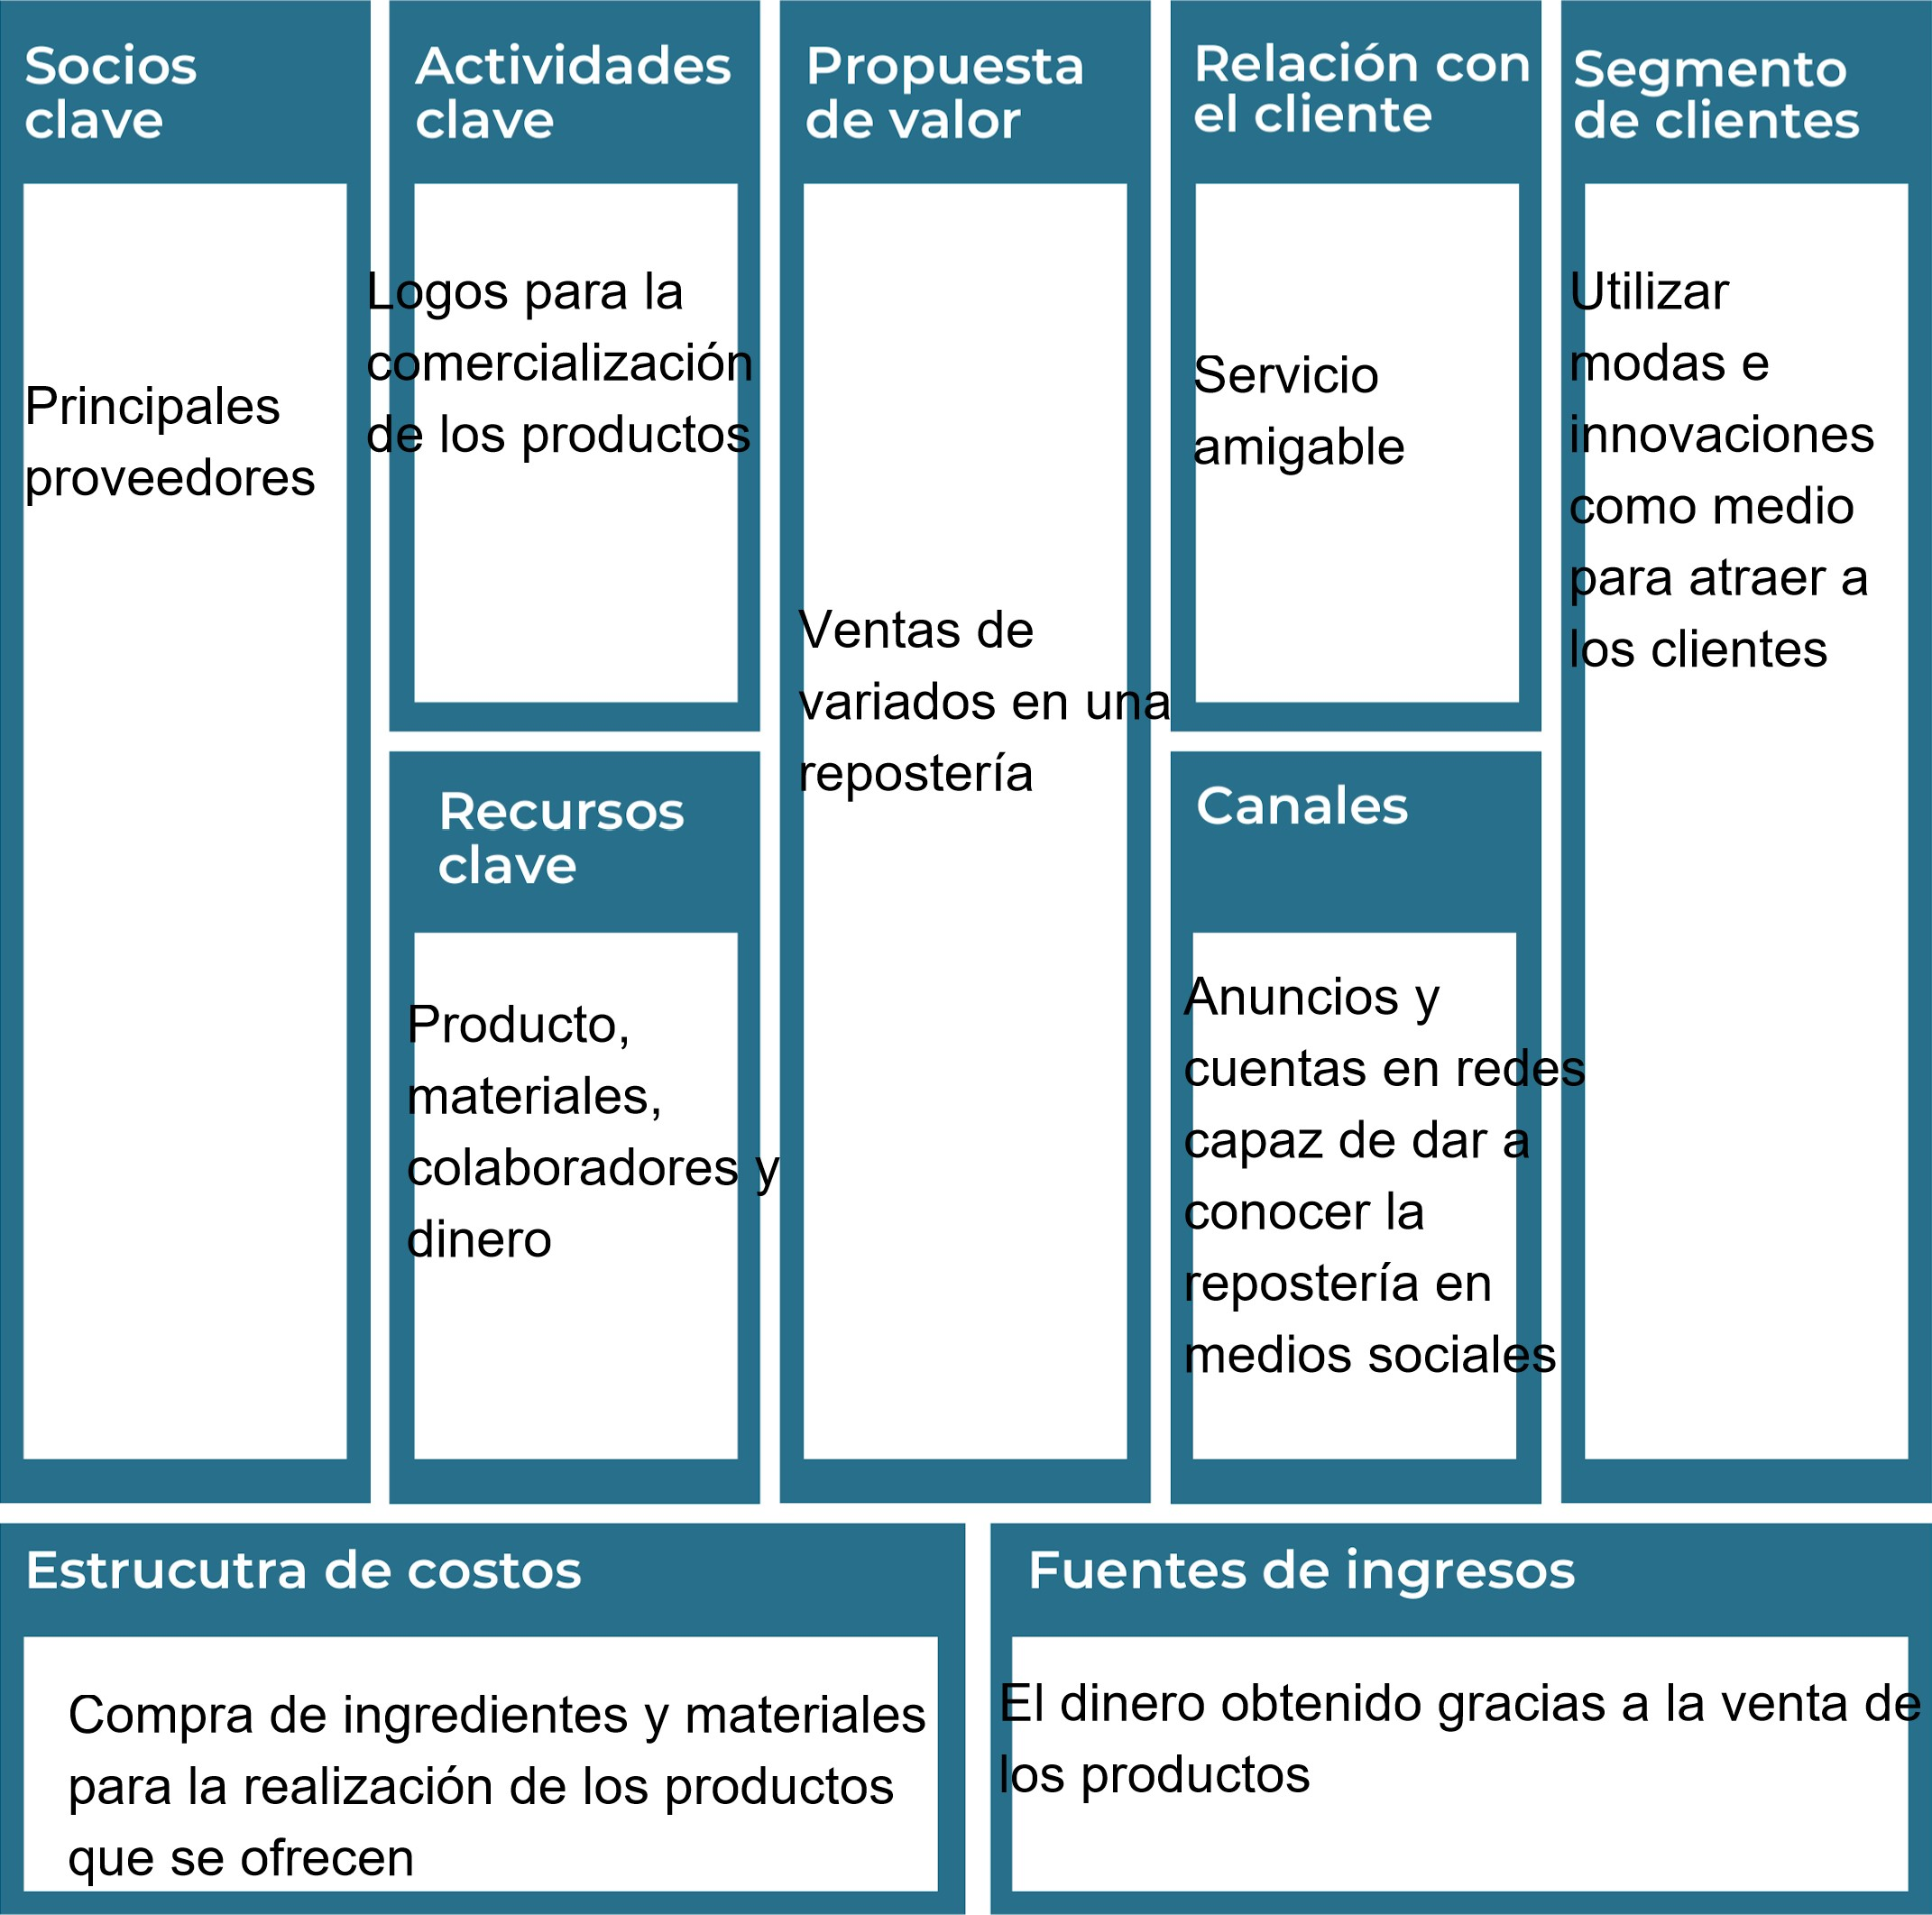 Socios
clave
Principales
proveedores
Actividades
clave
Logos para la
comercialización
de los productos
Recursos
clave
Producto,
materiales,
colaboradores y
dinero
Propuesta
de valor
Ventas de
variados en una
repostería
Relación con
el cliente
Servicio
amigable
Canales
Anuncios y
cuentas en redes
capaz de dar a
conocer la
repostería en
medios sociales
Segmento
de clientes
Utilizar
modas e
innovaciones
como medio
para atraer a
los clientes
Estrucutra de costos
Compra de ingredientes y materiales
para la realización de los productos
que se ofrecen
Fuentes de ingresos
El dinero obtenido gracias a la venta de
los productos